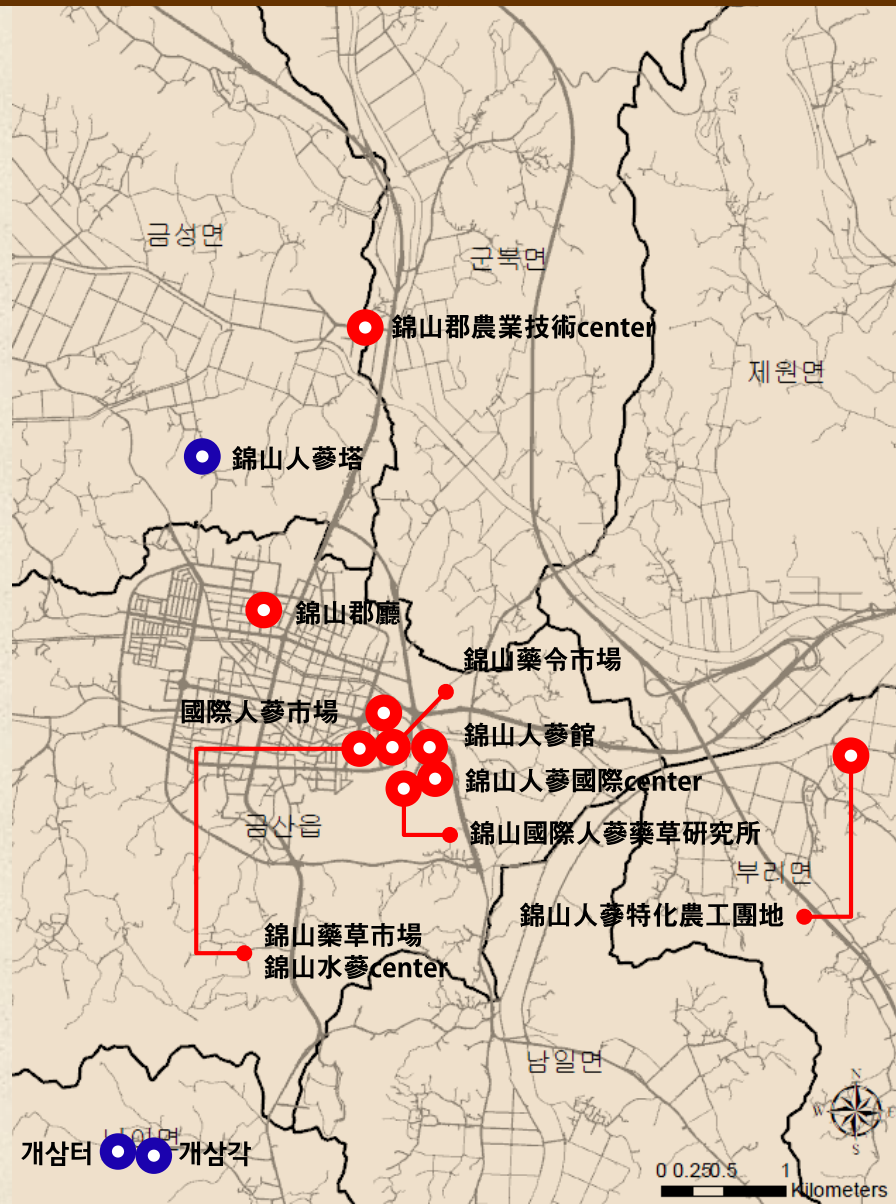 금성면
군북면
錦山郡農業技術center
제원면
錦山人蔘塔
錦山郡廳
錦山藥令市場
國際人蔘市場
錦山人蔘館
錦山人蔘國際center
금산읍
錦山國際人蔘藥草硏究所
부리면
錦山人蔘特化農工團地
錦山藥草市場
錦山水蔘center
남일면
N
W
E
S
개삼터
개삼각
0 0.25 0.5 1
Kilometers